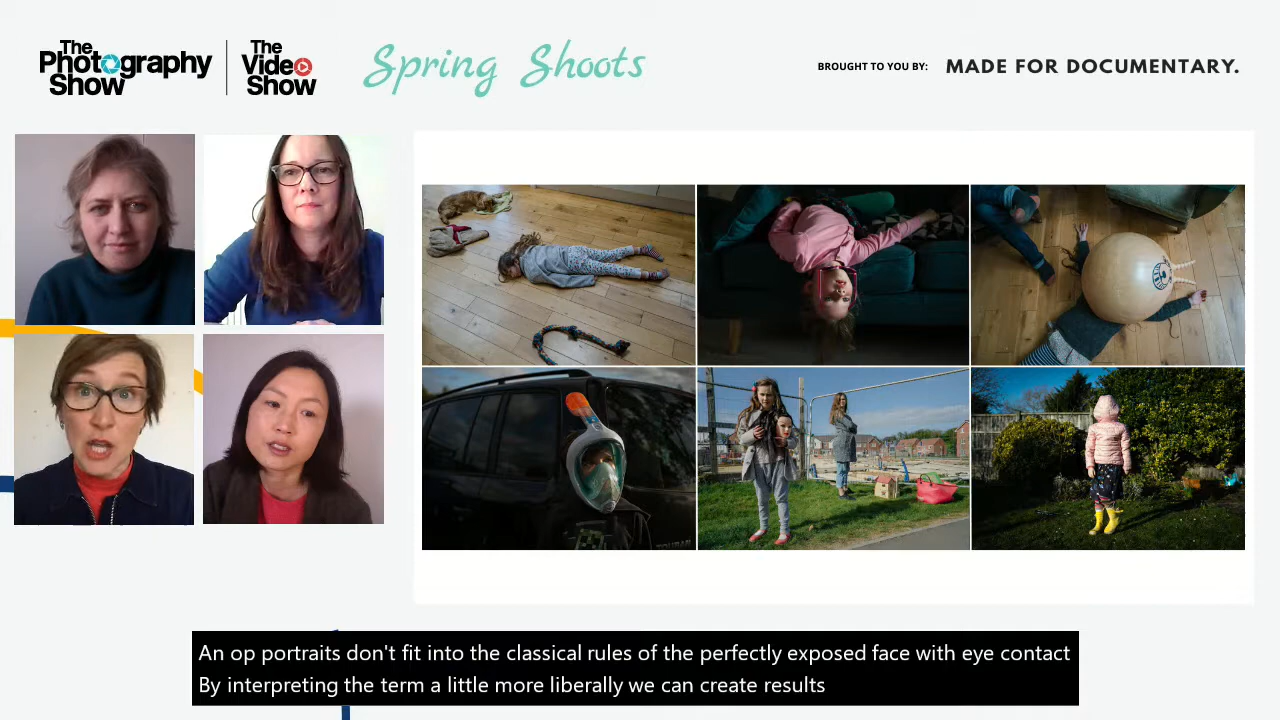 The
Photography
Show
The
Video
Show
Spring Shoots
BROUGHT TO YOU BY: MADE FOR DOCUMENTARY.
An op portraits don't fit into the classical rules of the perfectly exposed face with eye contact
By interpreting the term a little more liberally we can create results